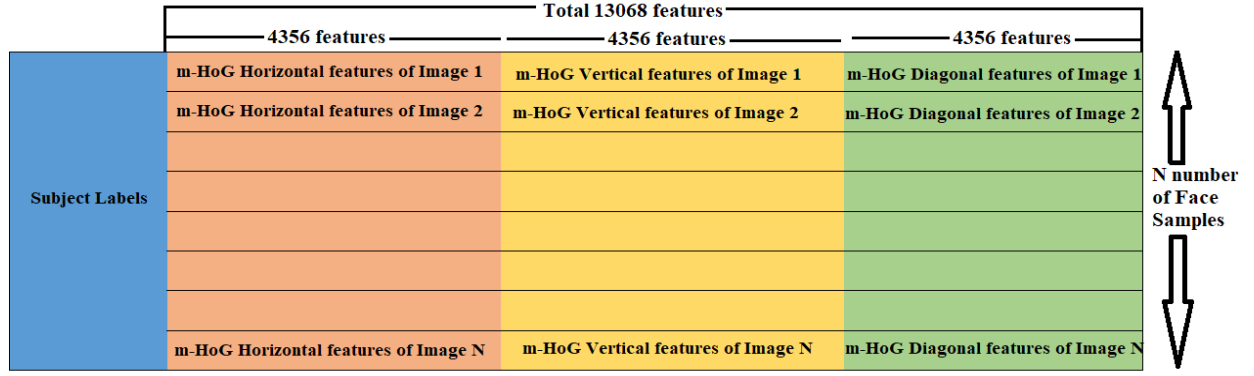 Total 13068 features
4356 features 4356 features 4356 features
m-HoG Horizontal features of Image 1 m-HoG Vertical features of Image 1 m-HoG Diagonal features of Image 1
m-HoG Horizontal features of Image 2 m-HoG Vertical features of Image 2 m-HoG Diagonal features of Image 2
Subject Labels
N number
of Face
Samples
m-HoG Horizontal features of Image N m-HoG Vertical features of Image N m-HoG Diagonal features of Image N